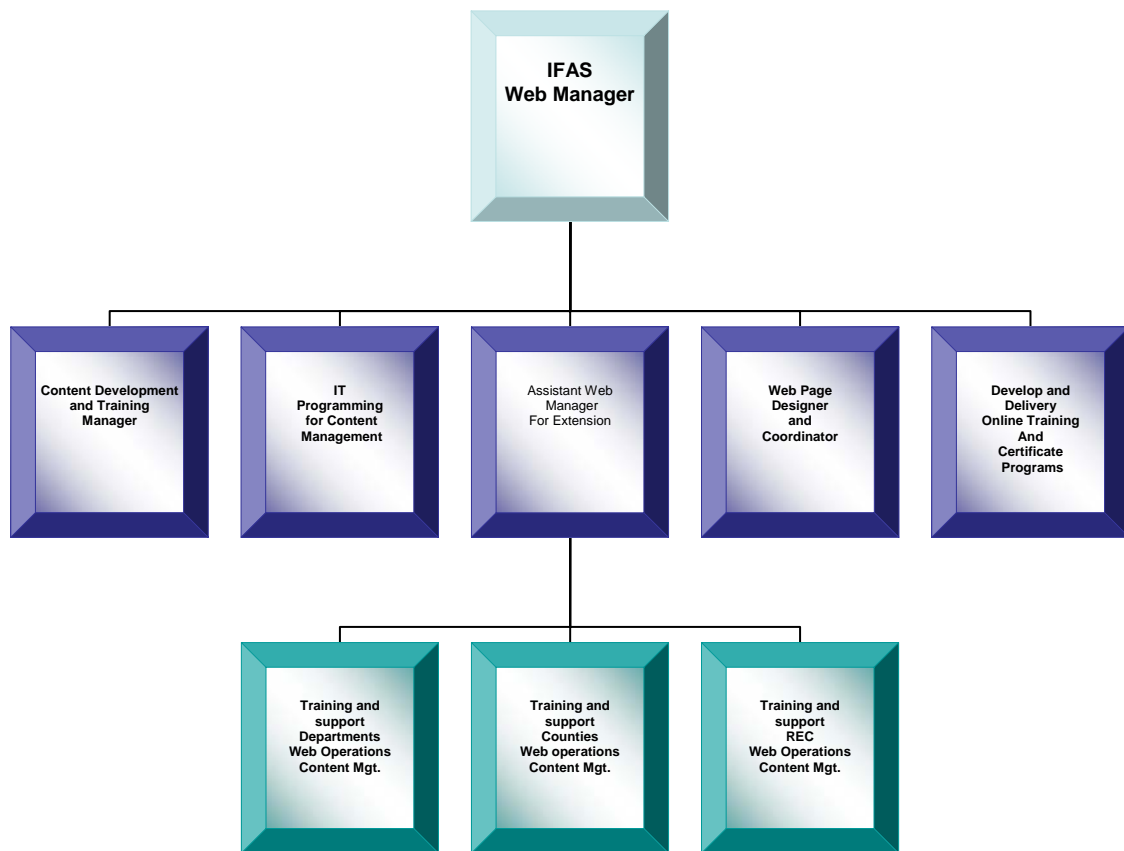 IFAS
Web Manager
Content Development
and Training
Manager
IT
Programming
for Content
Management
Assistant Web
Manager
For Extension
Web Page
Designer
and
Coordinator
Develop and
Delivery
Online Training
And
Certificate
Programs
Training and
support
Departments
Web Operations
Content Mgt.
Training and
support
Counties
Web operations
Content Mgt.
Training and
support
REC
Web Operations
Content Mgt.